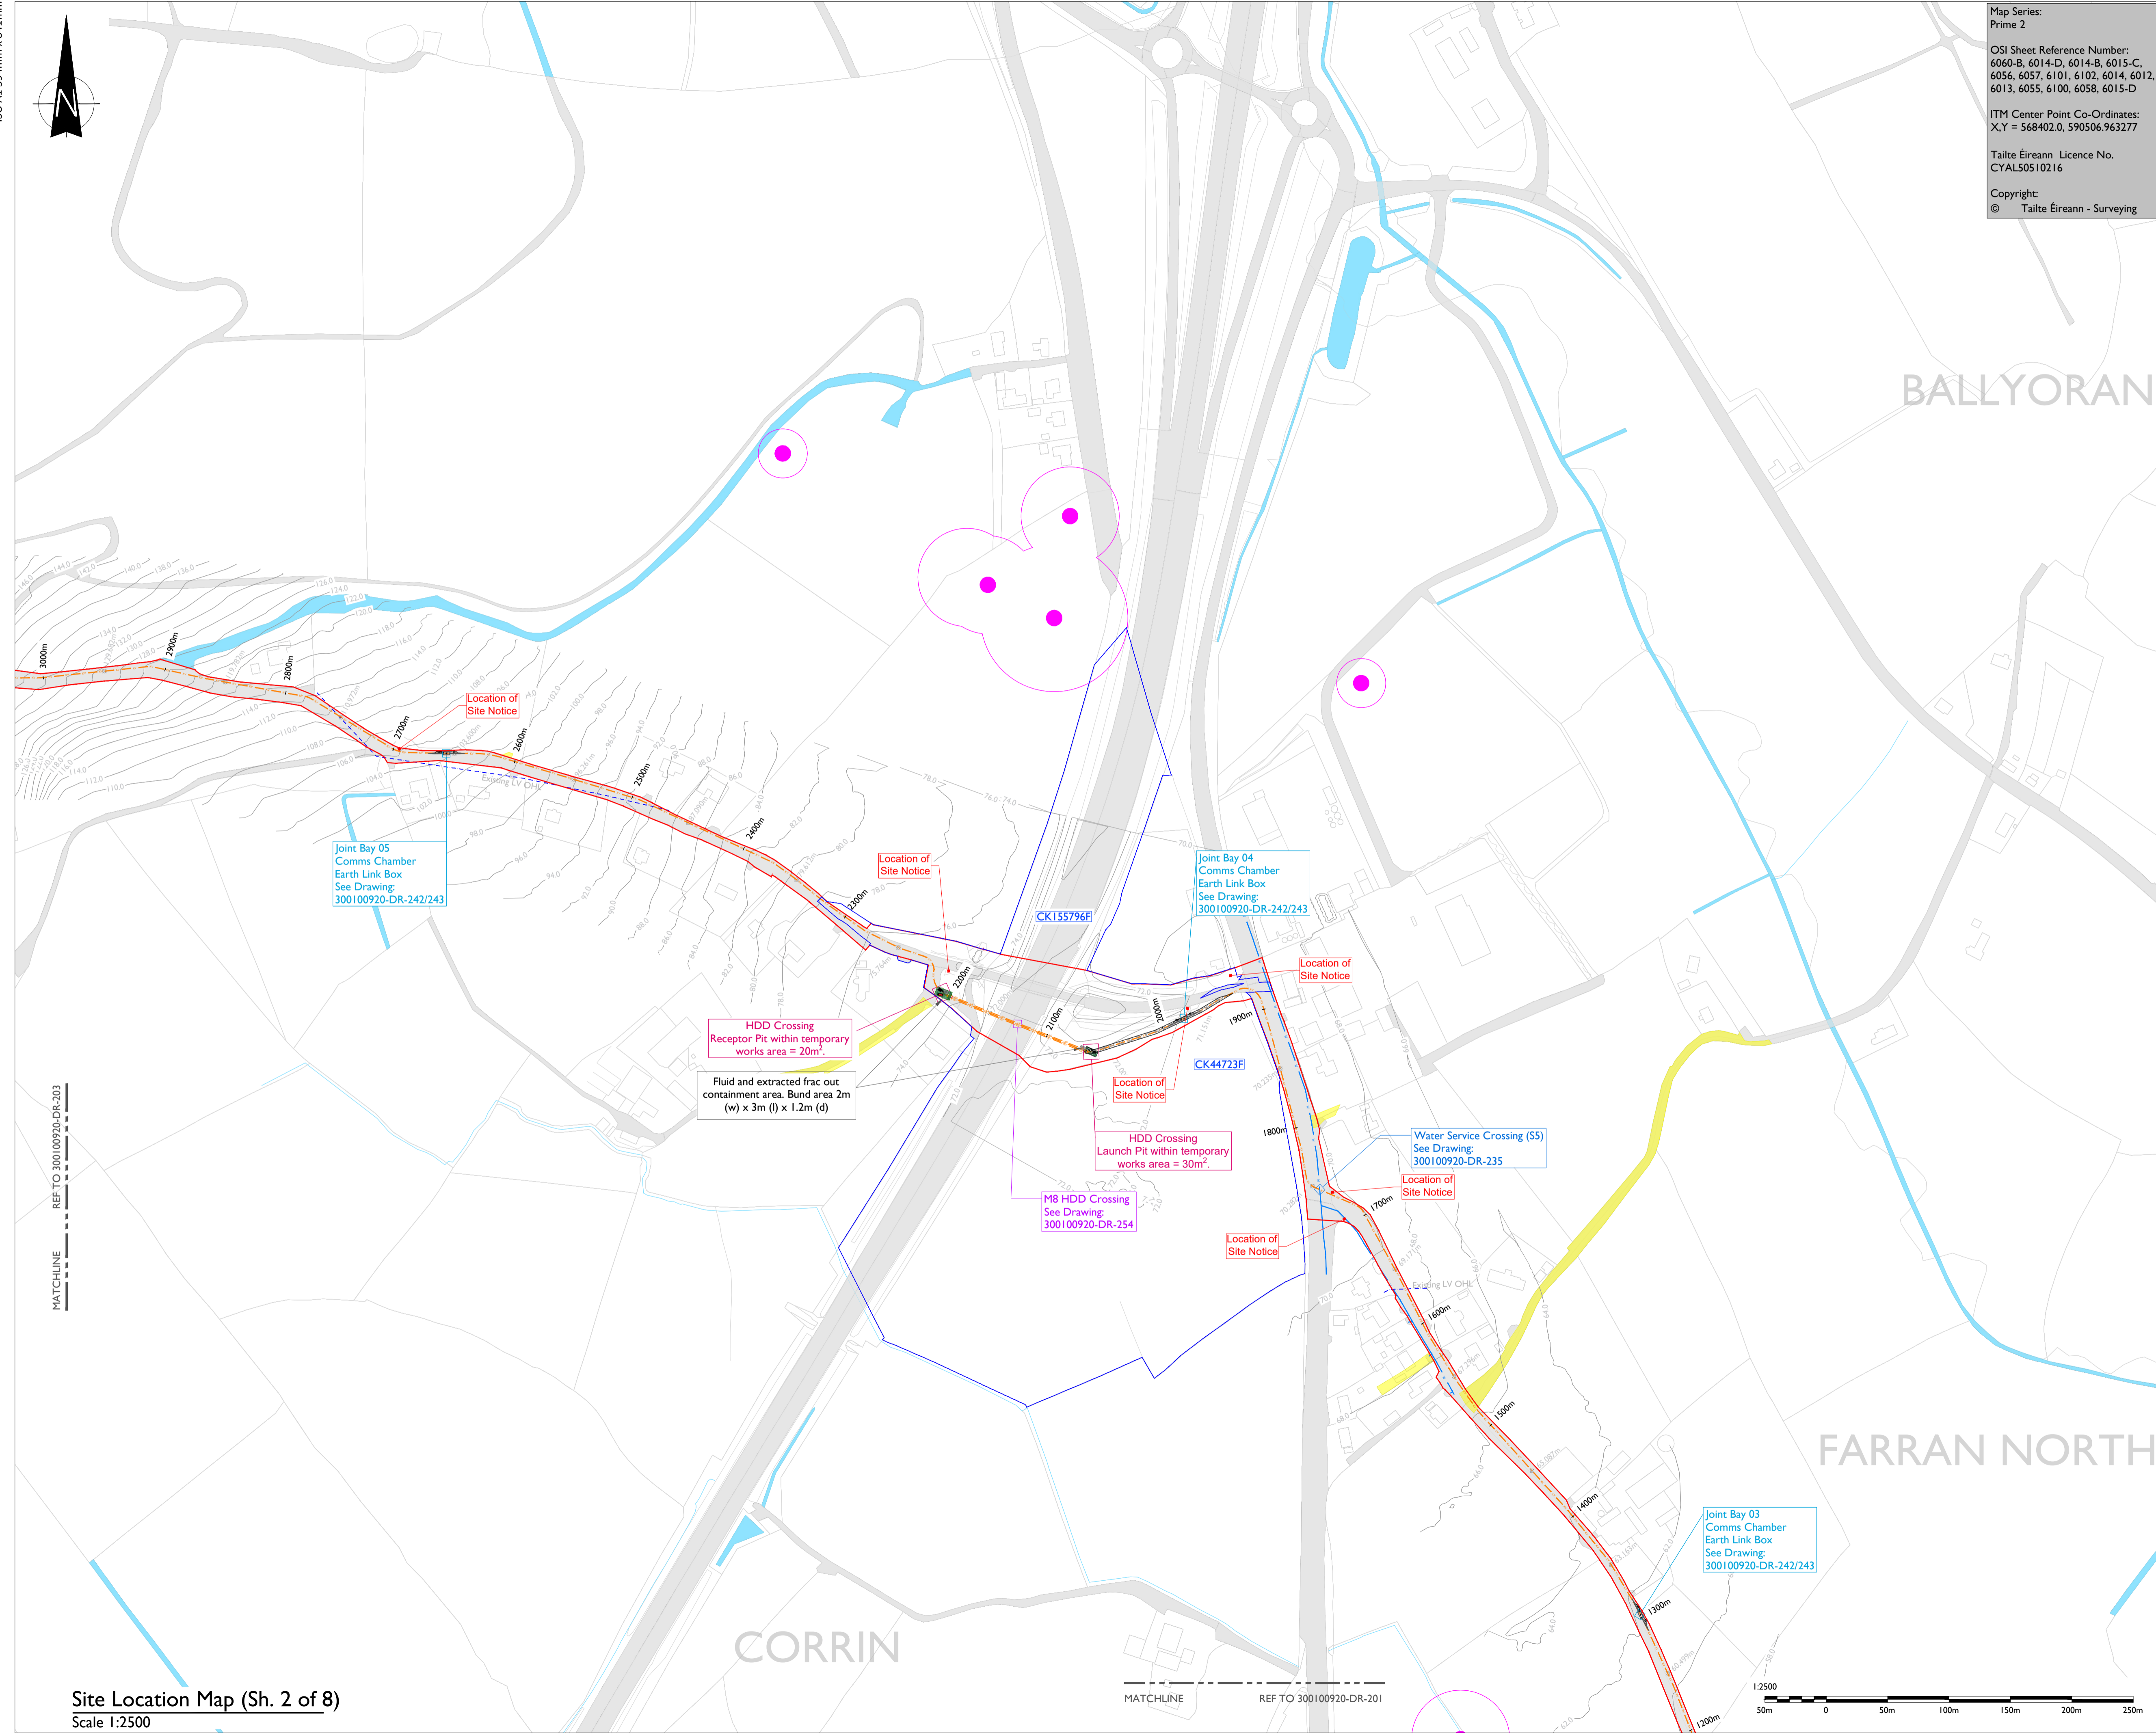 N
Map Series:
Prime 2
OSI Sheet Reference Number:
6060-B, 6014-D, 6014-B, 6015-C,
6056, 6057, 6101, 6102, 6014, 6012,
6013, 6055, 6100, 6058, 6015-D
ITM Center Point Co-Ordinates:
X,Y = 568402.0, 590506.963277
Tailte Éireann Licence No.
CYAL50510216
Copyright:
© Tailte Éireann - Surveying
BALLYORAN
3000m
2900m
2800m
2700m
2600m
2500m
2400m
2300m
2200m
2100m
2000m
1900m
1800m
1700m
1600m
1500m
1400m
1300m
1200m
Location of
Site Notice
Existing LV OHL
Joint Bay 05
Comms Chamber
Earth Link Box
See Drawing:
300100920-DR-242/243
Location of
Site Notice
CK155796F
Joint Bay 04
Comms Chamber
Earth Link Box
See Drawing:
300100920-DR-242/243
Location of
Site Notice
HDD Crossing
Receptor Pit within temporary
works area = 20m².
Fluid and extracted frac out
containment area. Bund area 2m
(w) x 3m (l) x 1.2m (d)
CK44723F
Location of
Site Notice
HDD Crossing
Launch Pit within temporary
works area = 30m².
M8 HDD Crossing
See Drawing:
300100920-DR-254
Water Service Crossing (S5)
See Drawing:
300100920-DR-235
Location of
Site Notice
Location of
Site Notice
Existing LV OHL
MATCHLINE REF TO 300100920-DR-203
FARRAN NORTH
Joint Bay 03
Comms Chamber
Earth Link Box
See Drawing:
300100920-DR-242/243
CORRIN
MATCHLINE REF TO 300100920-DR-201
Site Location Map (Sh. 2 of 8)
Scale 1:2500
1:2500
50m 0 50m 100m 150m 200m 250m